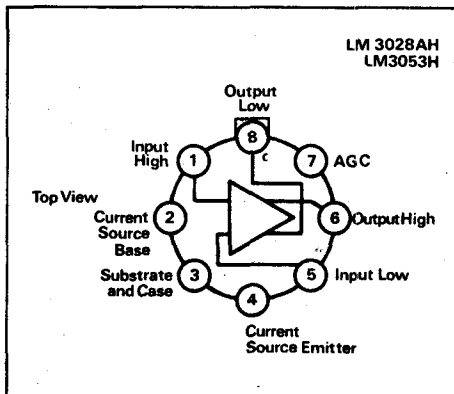 LM 3028AH
LM3053H
Output
Low
8
c
Input
High
1
7
AGC
Top View
2
Current
Source
Base
6
Output High
Substrate
and Case
3
5
Input Low
4
Current
Source Emitter